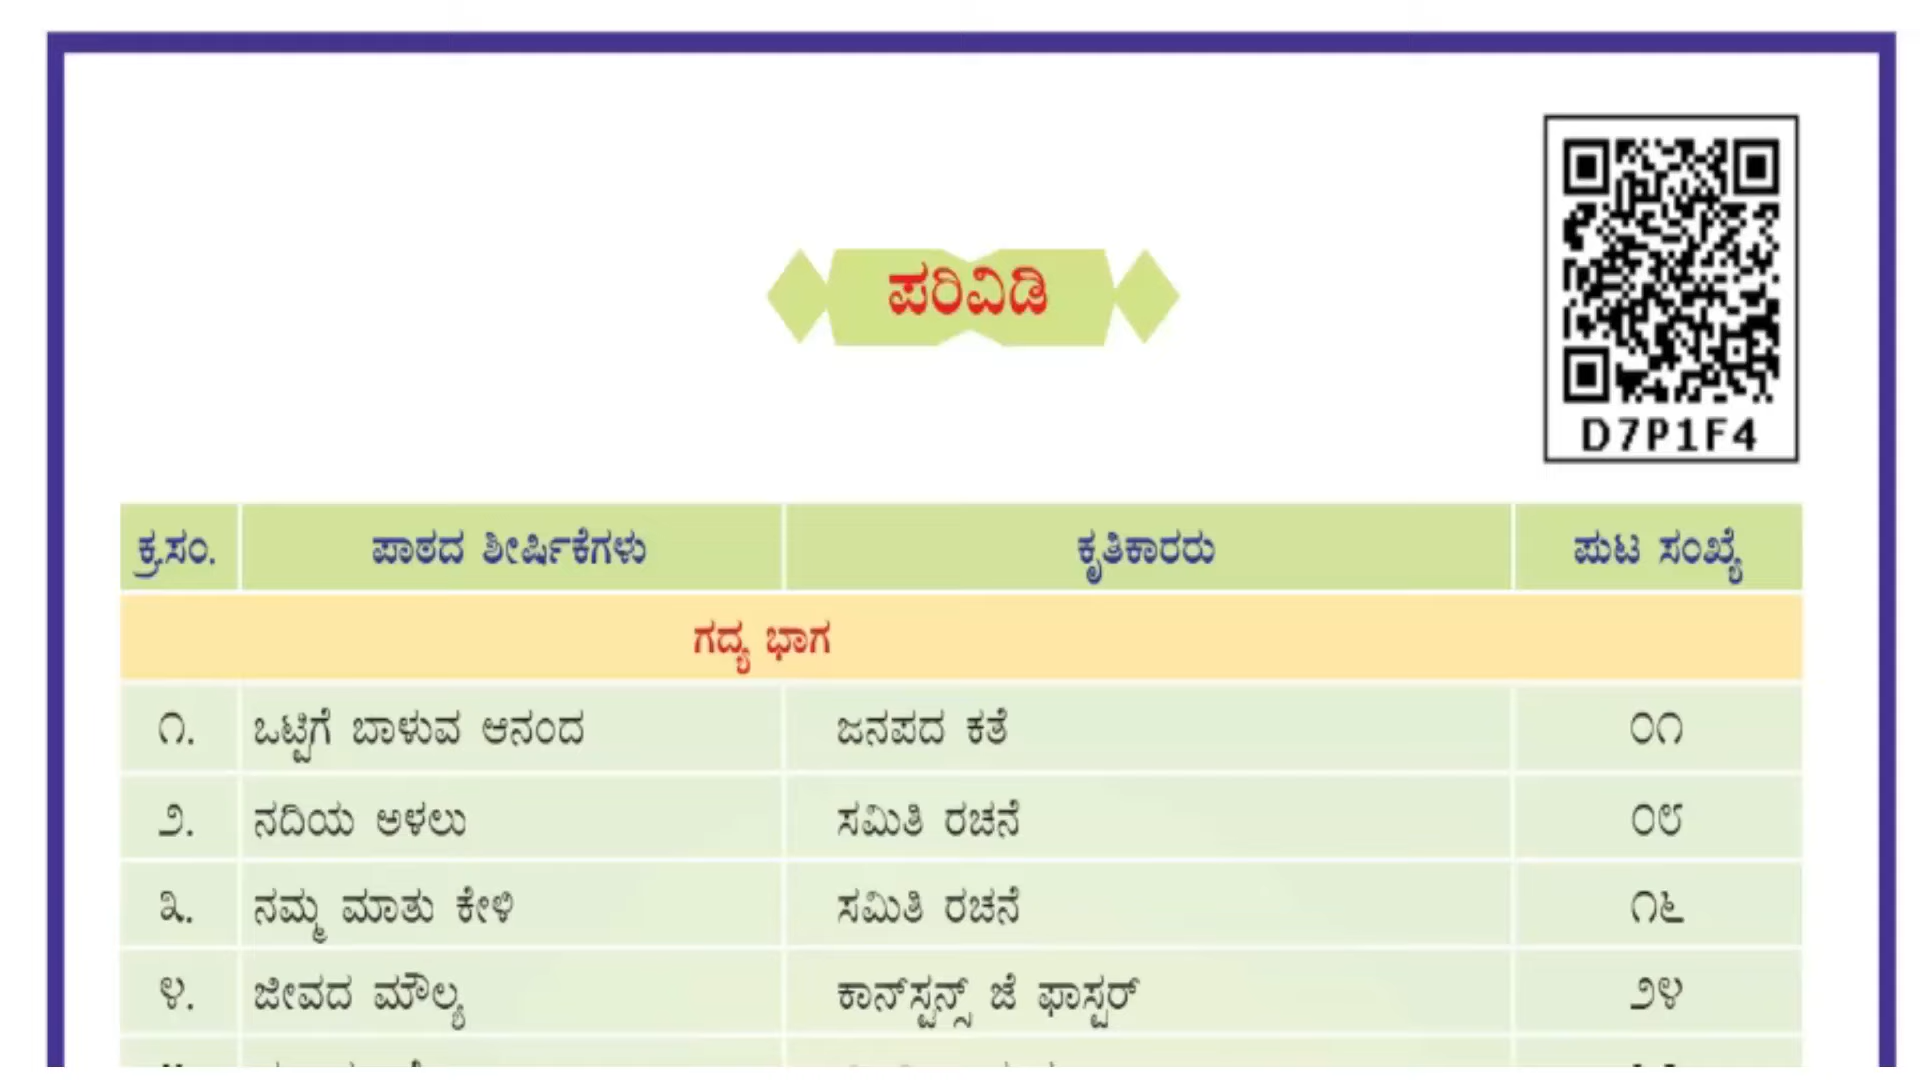 ಪರಿವಿಡಿ
D7P1F4
ಕ್ರ.ಸಂ. ಪಾಠದ ಶೀರ್ಷಿಕೆಗಳು ಕೃತಿಕಾರರು ಪುಟ ಸಂಖ್ಯೆ
ಗದ್ಯ ಭಾಗ
೧. ಒಟ್ಟಿಗೆ ಬಾಳುವ ಆನಂದ ಜನಪದ ಕತೆ ೦೧
೨. ನದಿಯ ಅಳಲು ಸಮಿತಿ ರಚನೆ ೦೮
೩. ನಮ್ಮ ಮಾತು ಕೇಳಿ ಸಮಿತಿ ರಚನೆ ೧೬
೪. ಜೀವದ ಮೌಲ್ಯ ಕಾನ್‌ಸ್ಟನ್ಸ್ ಜೆ ಫಾಸ್ಟರ್ ೨೪